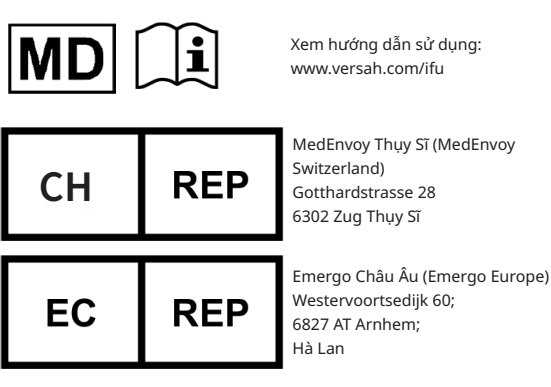 MD
i
Xem hướng dẫn sử dụng:
www.versah.com/ifu
CH REP
MedEnvoy Thụy Sĩ (MedEnvoy
Switzerland)
Gotthardstrasse 28
6302 Zug Thụy Sĩ
EC REP
Emergo Châu Âu (Emergo Europe)
Westervoortsedijk 60;
6827 AT Arnhem;
Hà Lan